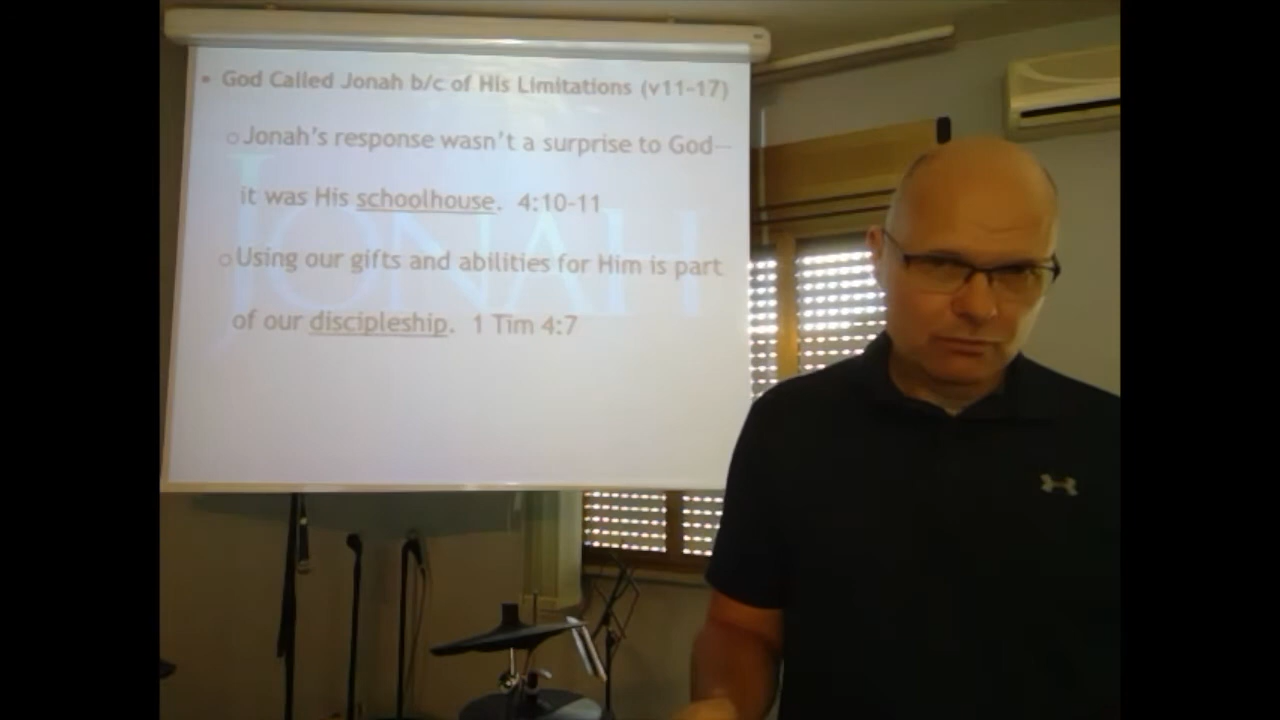 • God Called Jonah b/c of His Limitations (v11-17)
o Jonah's response wasn't a surprise to God—
it was His schoolhouse. 4:10-11
o Using our gifts and abilities for Him is part
of our discipleship. 1 Tim 4:7
JONAH